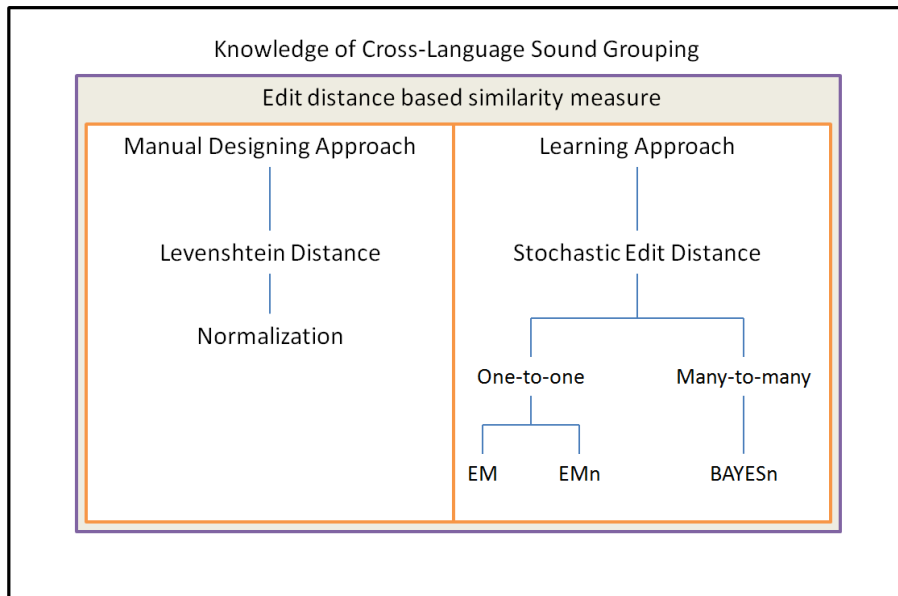 Knowledge of Cross-Language Sound Grouping
Edit distance based similarity measure
Manual Designing Approach
Levenshtein Distance
Normalization
Learning Approach
Stochastic Edit Distance
One-to-one
Many-to-many
EM
EMn
BAYESn